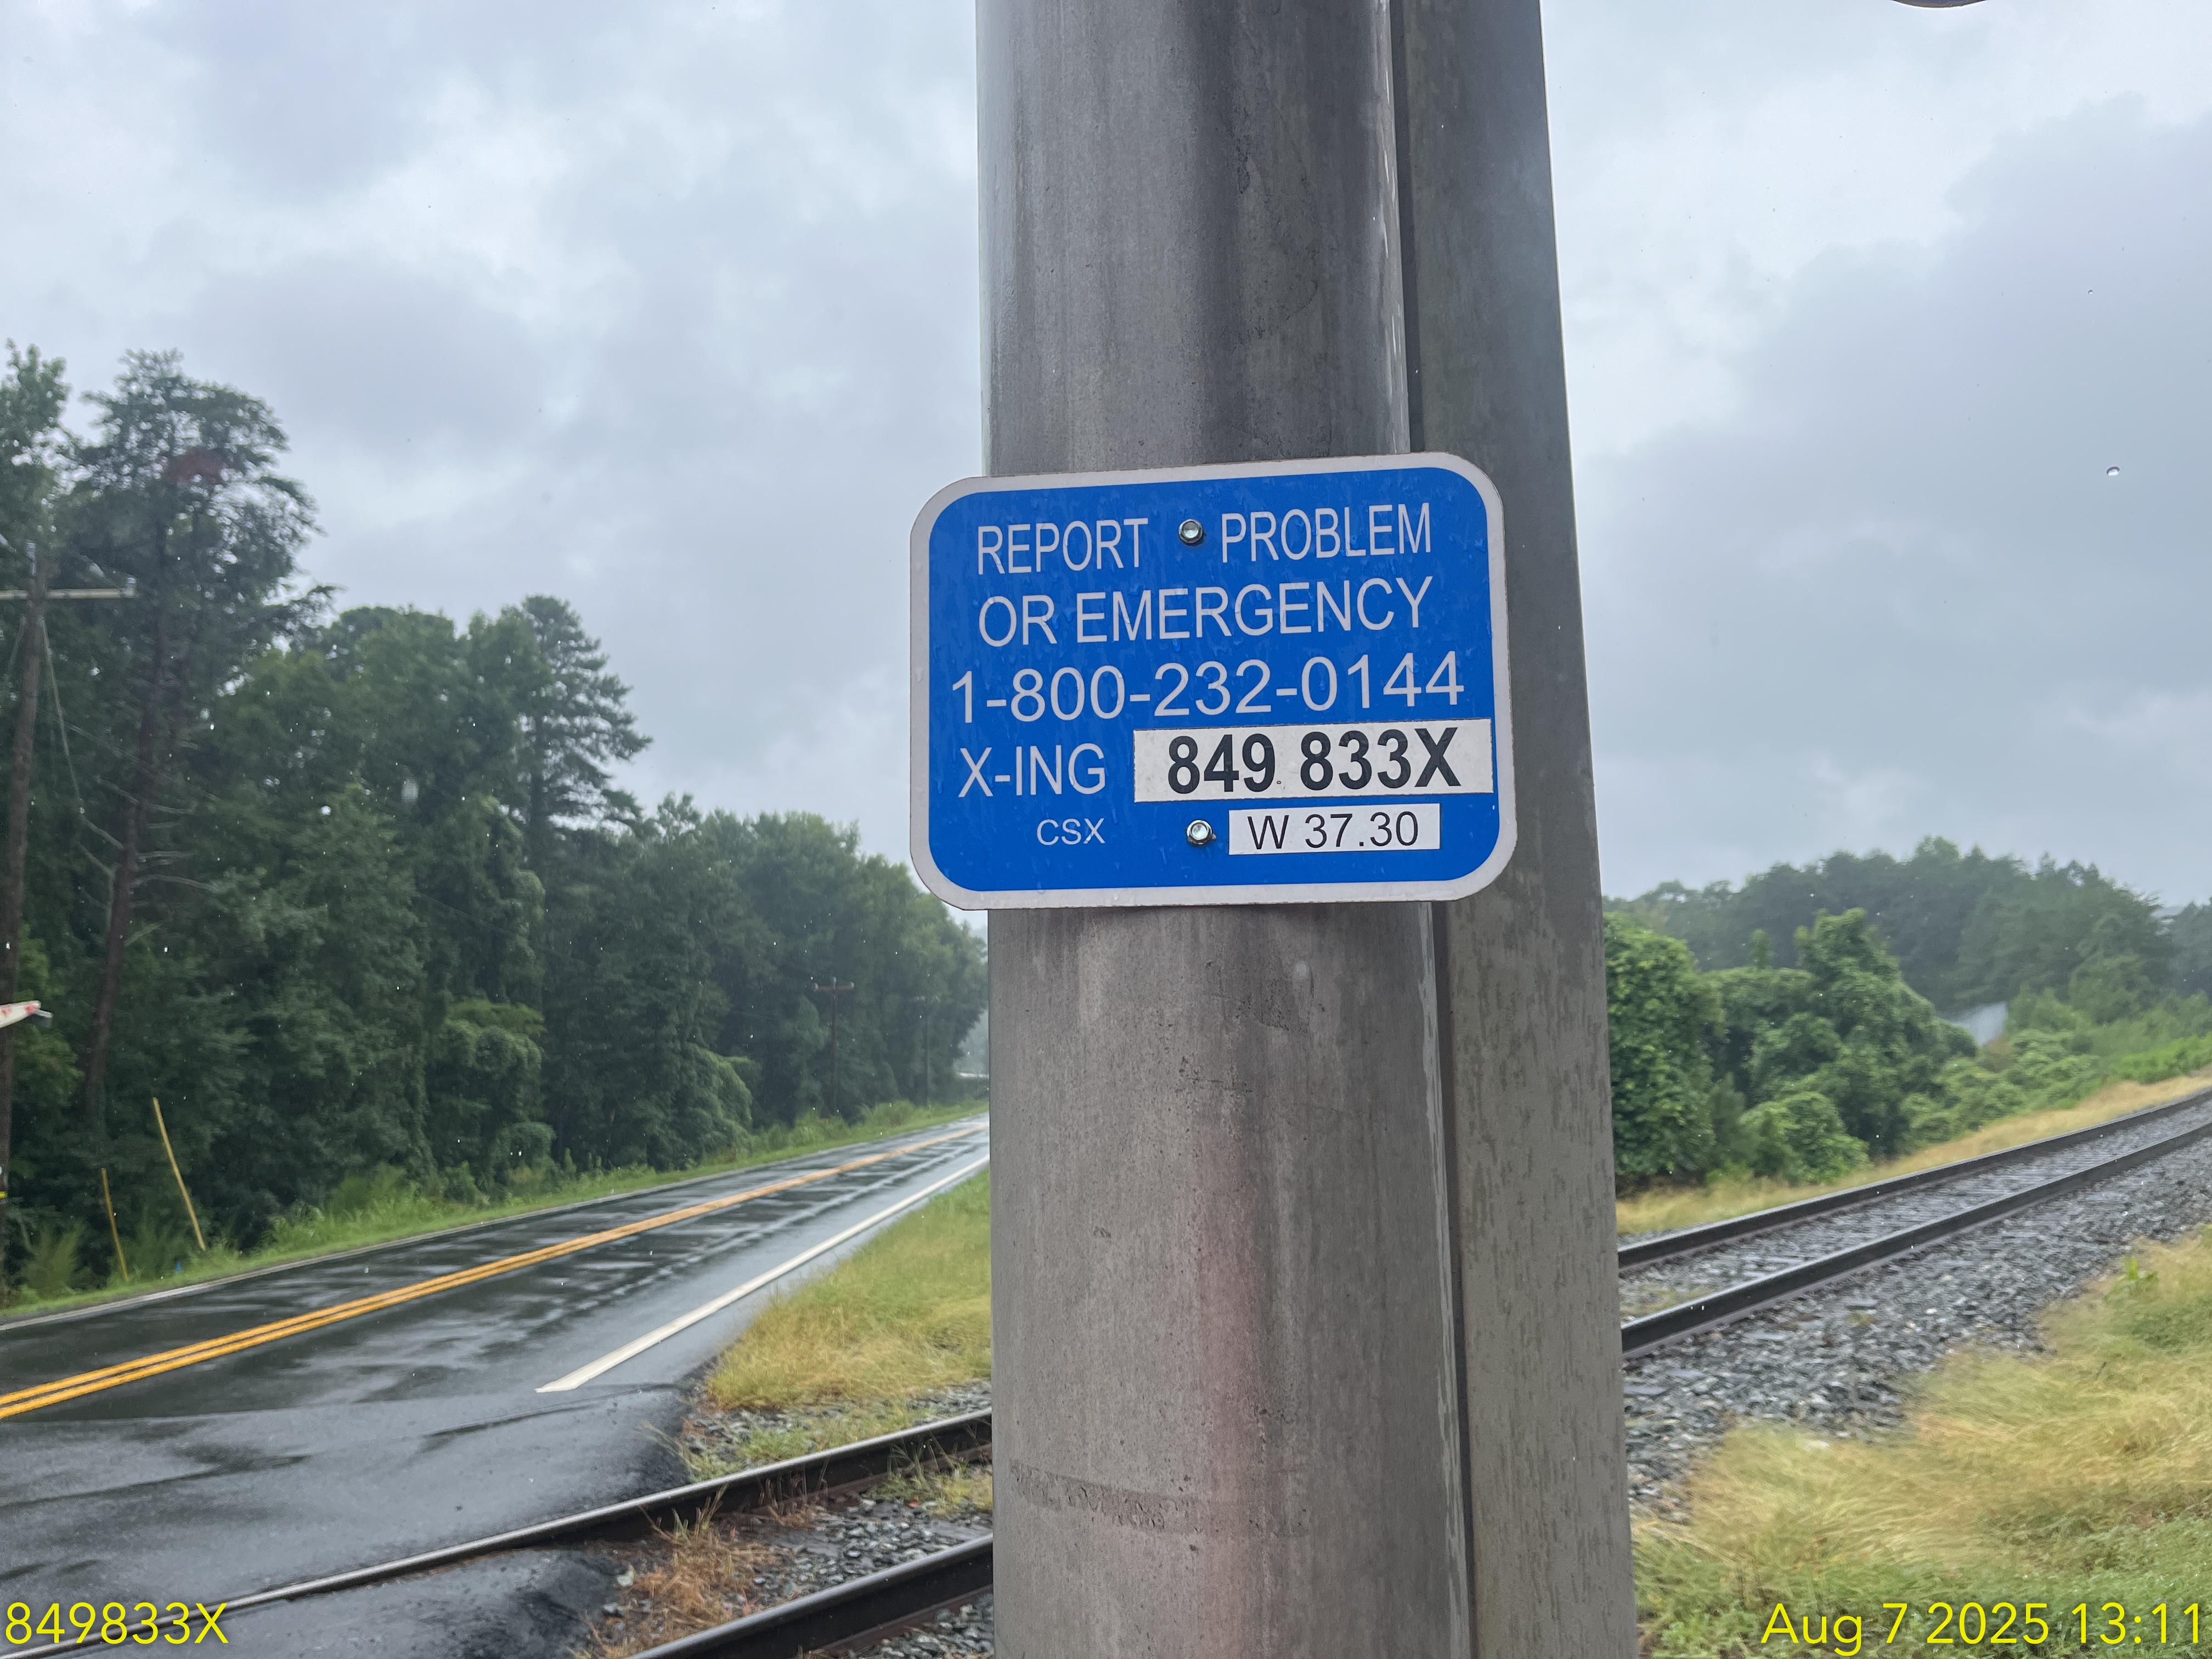 REPORT PROBLEM
OR EMERGENCY
1-800-232-0144
X-ING 849 833X
CSX W 37.30
849833X
Aug 7 2025 13:11